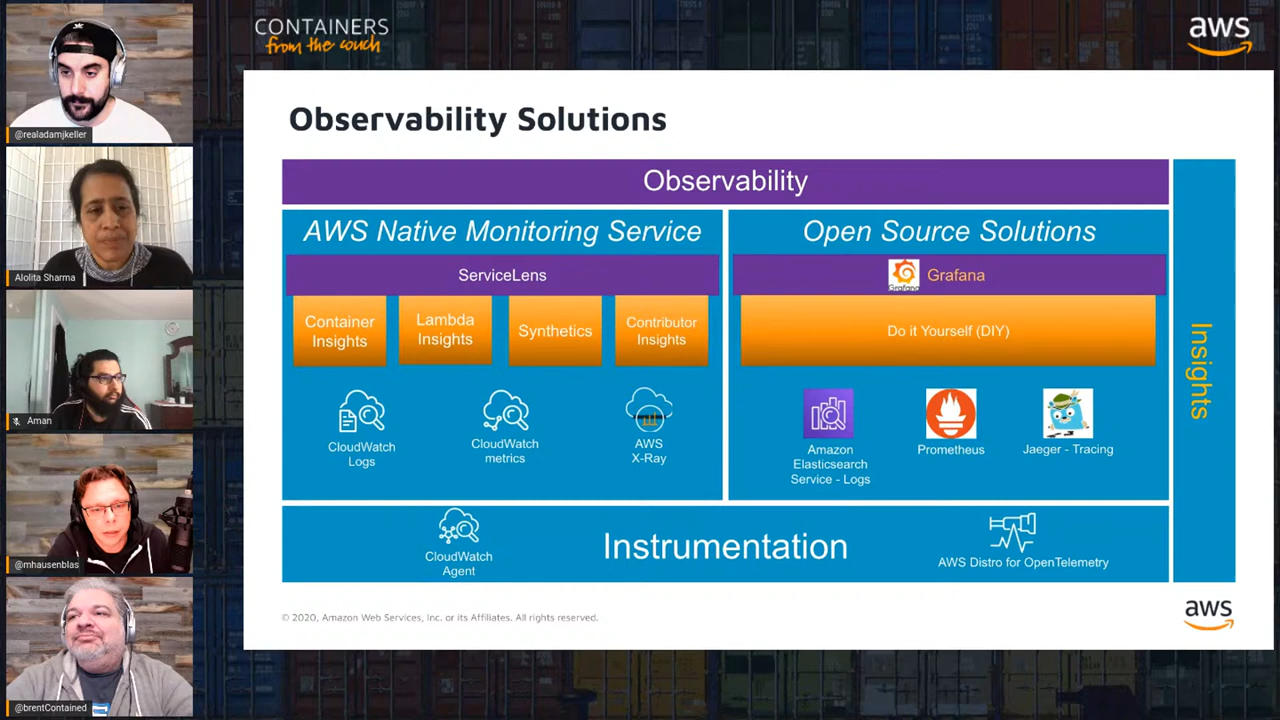 CONTAINERS
from the couch
aws
@realadamjkeller
Alolita Sharma
Aman
@mhausenblas
@brentContained
Observability Solutions
Observability
AWS Native Monitoring Service
ServiceLens
Container
Insights
Lambda
Insights
Synthetics
Contributor
Insights
CloudWatch
Logs
CloudWatch
metrics
AWS
X-Ray
Open Source Solutions
Grafana
Grafana
Do it Yourself (DIY)
Amazon
Elasticsearch
Service - Logs
Prometheus
Jaeger - Tracing
Insights
CloudWatch
Agent
Instrumentation
AWS Distro for OpenTelemetry
© 2020, Amazon Web Services, Inc. or its Affiliates. All rights reserved.
aws